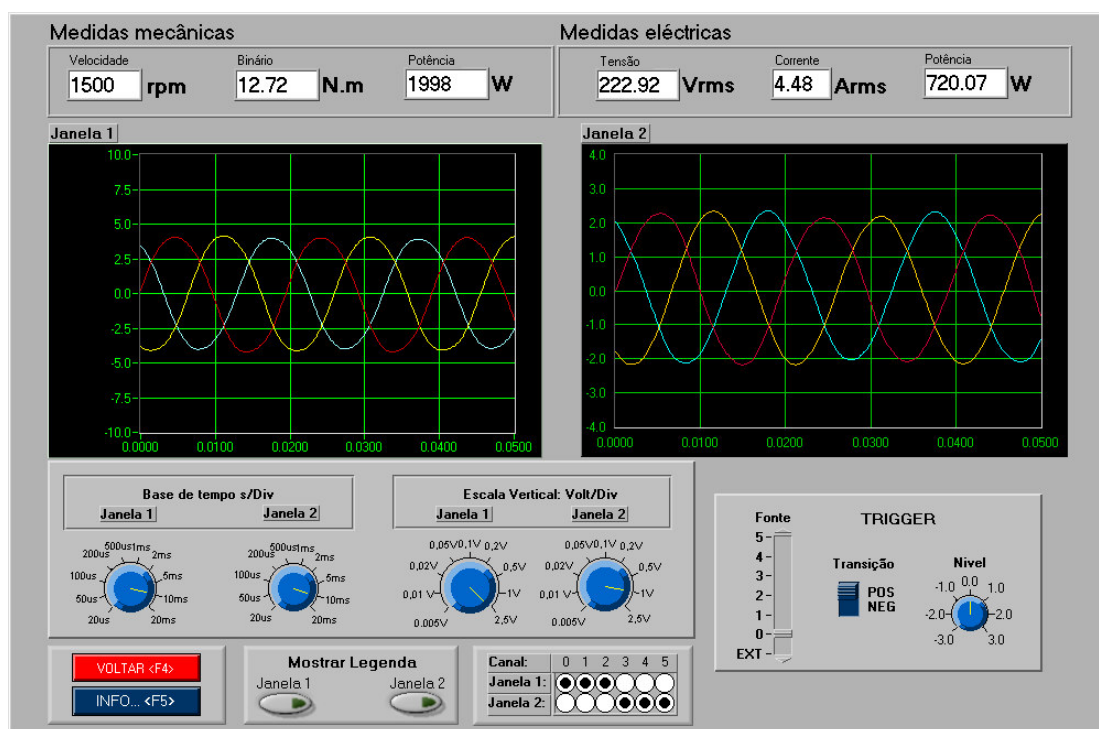 Medidas mecânicas
Medidas eléctricas
Velocidade
Binário
Potência
1500 rpm
12.72 N.m
1998 W
Tensão
Corrente
Potência
222.92 Vrms
4.48 Arms
720.07 W
Janela 1
10.0
7.5
5.0
2.5
0.0
-2.5
-5.0
-7.5
-10.0
0.0000 0.0100 0.0200 0.0300 0.0400 0.0500
Janela 2
4.0
3.0
2.0
1.0
0.0
-1.0
-2.0
-3.0
-4.0
0.0000 0.0100 0.0200 0.0300 0.0400 0.0500
Base de tempo s/Div
Janela 1
Janela 2
20us 50us 100us 200us 500us 1ms 2ms 5ms 10ms 20ms
20us 50us 100us 200us 500us 1ms 2ms 5ms 10ms 20ms
Escala Vertical: Volt/Div
Janela 1
Janela 2
0.005V 0,01 V 0,02V 0,05V 0,1V 0,2V 0,5V 1V 2,5V
0.005V 0,01 V 0,02V 0,05V 0,1V 0,2V 0,5V 1V 2,5V
Fonte
5
4
3
2
1
0
EXT
TRIGGER
Transição
POS
NEG
Nivel
-3.0 -2.0 -1.0 0.0 1.0 2.0 3.0
VOLTAR <F4>
INFO... <F5>
Mostrar Legenda
Janela 1
Janela 2
Canal: 0 1 2 3 4 5
Janela 1:
Janela 2: